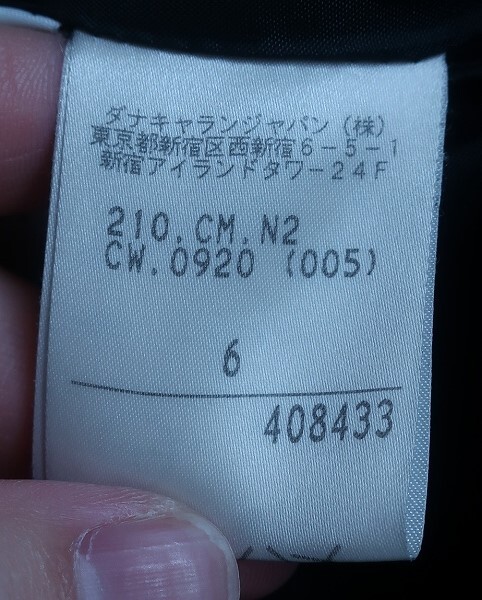 ダナキャランジャパン(株)
東京都新宿区西新宿6-5-1
新宿アイランドタワー24F
210.CM.N2
CW.0920 (005)
6
408433